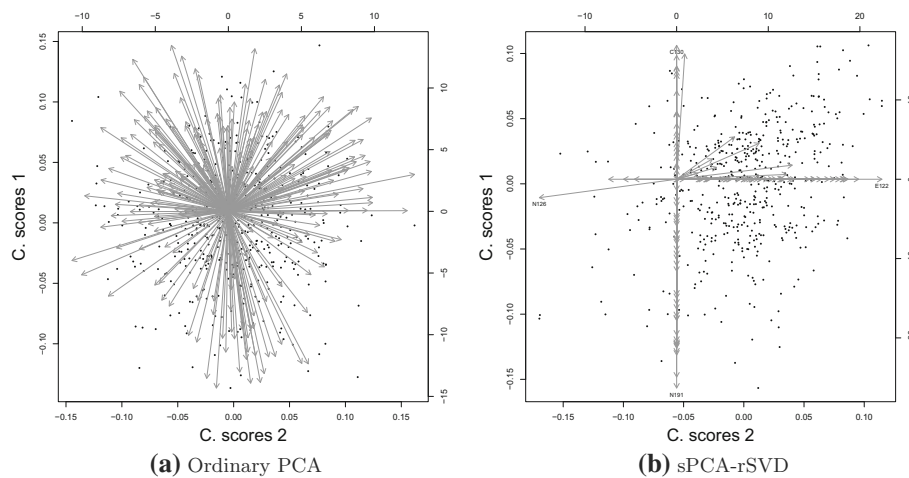 −10 −5 0 5 10
0 10 20
0.15
0.10
0.05
0.00
−0.05
−0.10
C. scores 1
10
5
0
−5
−10
−15
−0.15 −0.10 −0.05 0.00 0.05 0.10 0.15
C. scores 2
0.10
0.05
0.00
−0.05
−0.10
−0.15
C. scores 1
C130
E122
N126
N191
−0.15 −0.10 −0.05 0.00 0.05 0.10
C. scores 2
(a) Ordinary PCA
(b) sPCA-rSVD